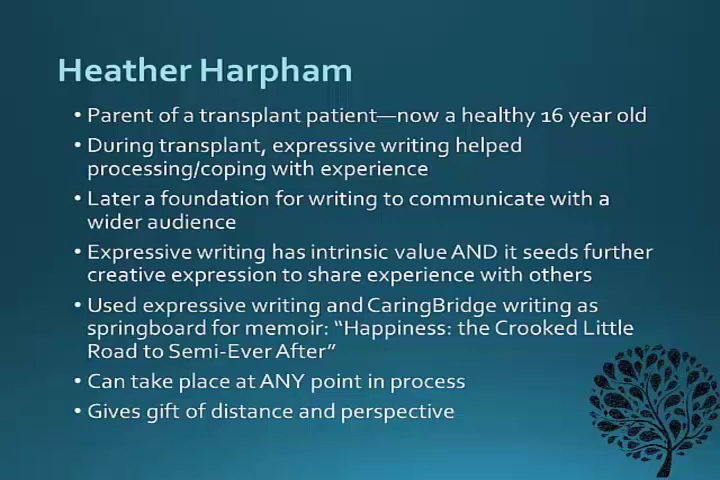 Heather Harpham
• Parent of a transplant patient—now a healthy 16 year old
• During transplant, expressive writing helped
processing/coping with experience
• Later a foundation for writing to communicate with a
wider audience
• Expressive writing has intrinsic value AND it seeds further
creative expression to share experience with others
• Used expressive writing and CaringBridge writing as
springboard for memoir: “Happiness: the Crooked Little
Road to Semi-Ever After”
• Can take place at ANY point in process
• Gives gift of distance and perspective